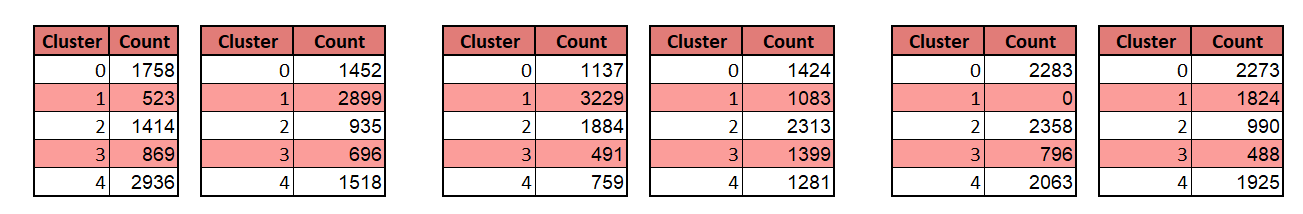 Cluster Count Cluster Count Cluster Count Cluster Count Cluster Count Cluster Count
0 1758 0 1452 0 1137 0 1424 0 2283 0 2273
1 523 1 2899 1 3229 1 1083 1 0 1 1824
2 1414 2 935 2 1884 2 2313 2 2358 2 990
3 869 3 696 3 491 3 1399 3 796 3 488
4 2936 4 1518 4 759 4 1281 4 2063 4 1925